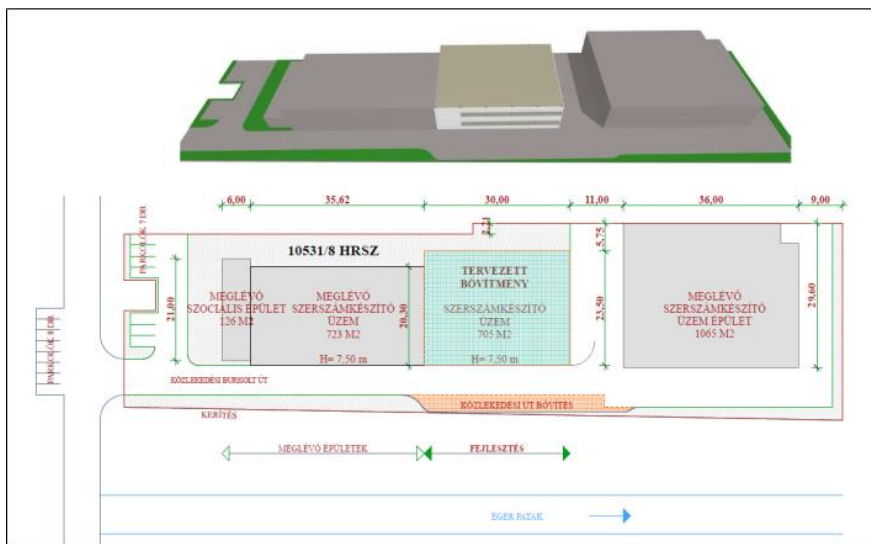 6,00 35,62 30,00 11,00 36,00 9,00
PARKOLÓK 7 DB.
2,21
5,75
10531/8 HRSZ
TERVEZETT
BŐVÍTMÉNY
MEGLÉVŐ
SZOCIÁLIS ÉPÜLET
126 M2
21,00
MEGLÉVŐ
SZERSZÁMKÉSZÍTŐ
ÜZEM
723 M2
H= 7,50 m
20,30
SZERSZÁMKÉSZÍTŐ
ÜZEM
705 M2
H= 7,50 m
23,50
MEGLÉVŐ
SZERSZÁMKÉSZÍTŐ
ÜZEM ÉPÜLET
1065 M2
29,60
PARKOLÓK 8 DB.
KÖZLEKEDÉSI BURKOLT ÚT
KERÍTÉS
KÖZLEKEDÉSI ÚT BŐVÍTÉS
MEGLÉVŐ ÉPÜLETEK
FEJLESZTÉS
EGER PATAK